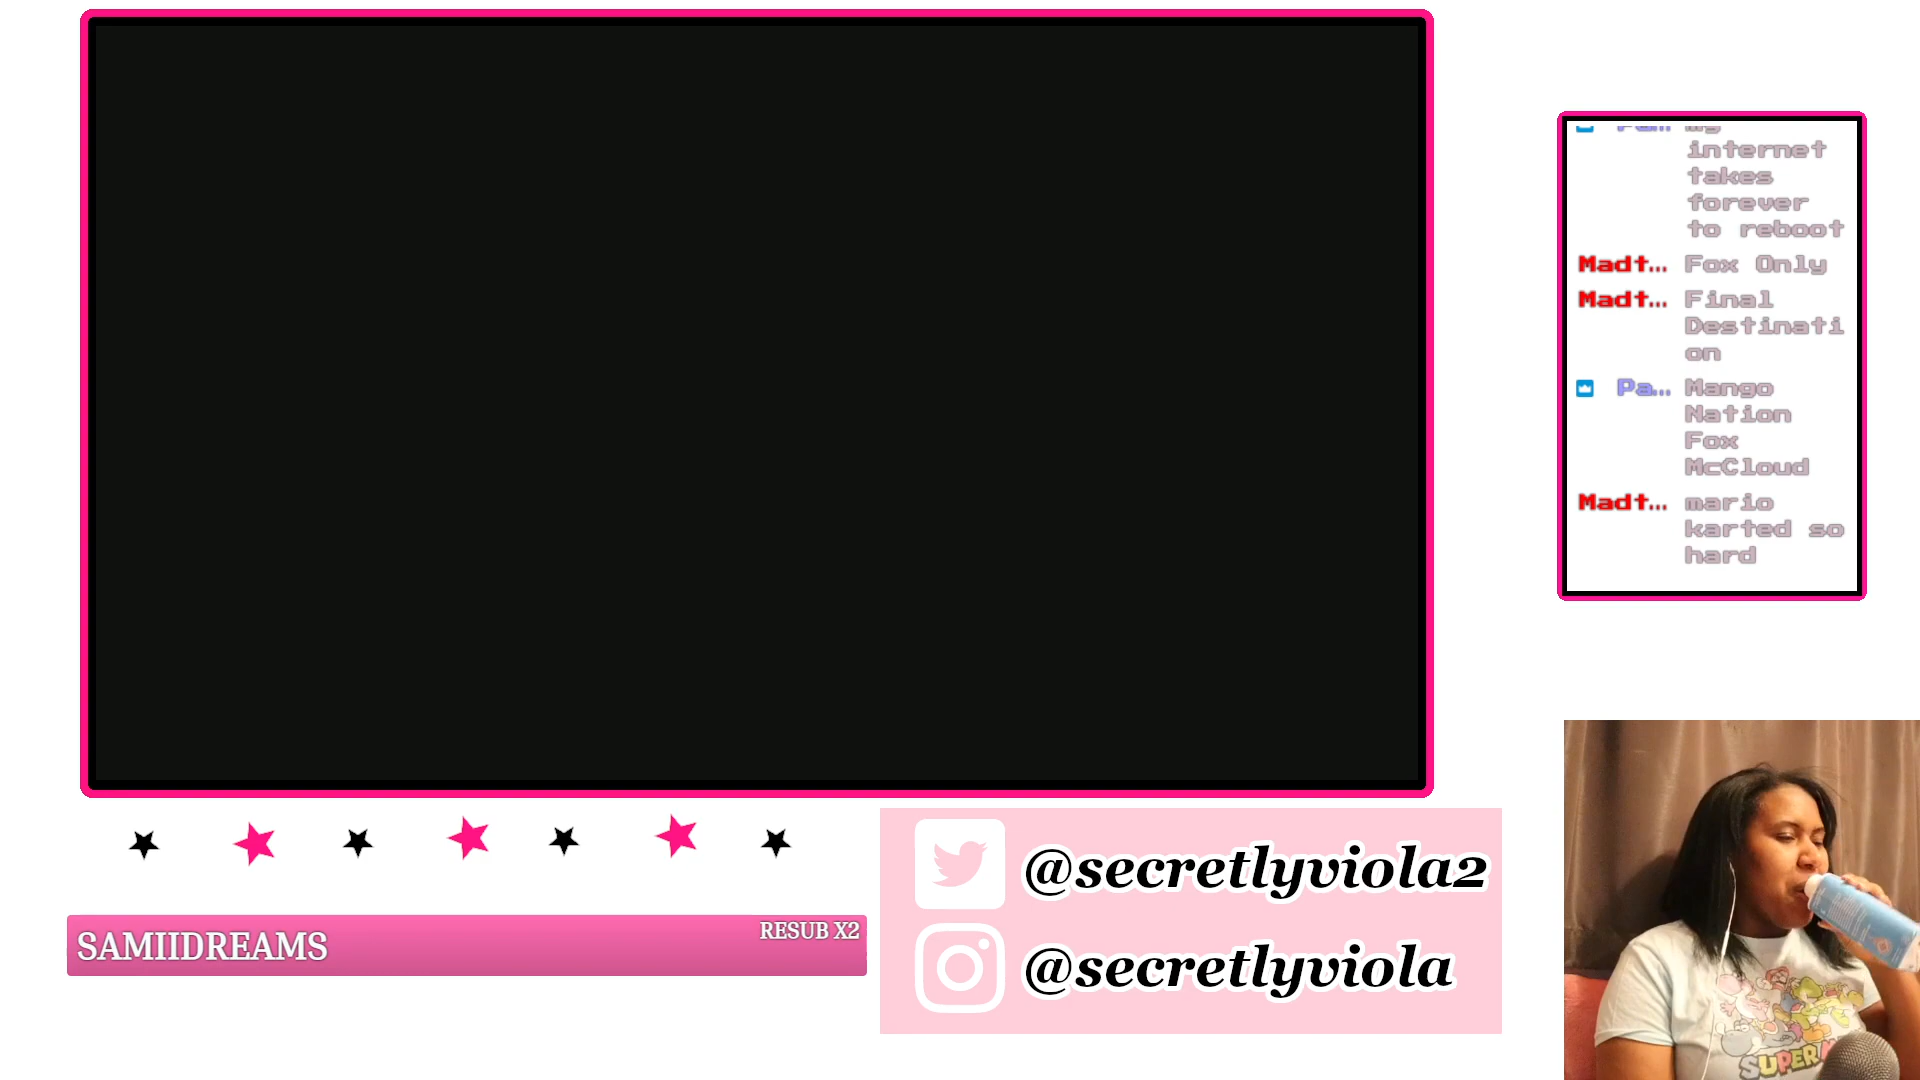 my
internet
takes
forever
to reboot
Madt... Fox Only
Madt... Final
Destinati
on
Pa... Mango
Nation
Fox
McCloud
Madt... mario
karted so
hard
@secretlyviola2
SAMIIDREAMS
RESUB X2
@secretlyviola
SUPER